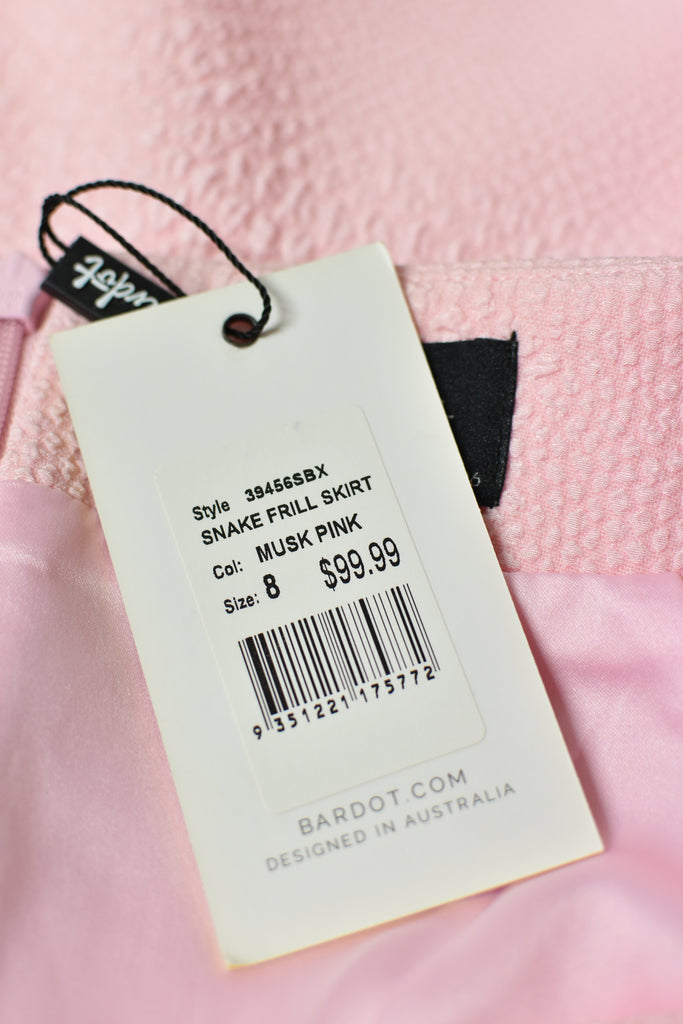 Style 39456SBX
SNAKE FRILL SKIRT
Col: MUSK PINK
Size: 8 $99.99
9 351221 175772
BARDOT.COM
DESIGNED IN AUSTRALIA